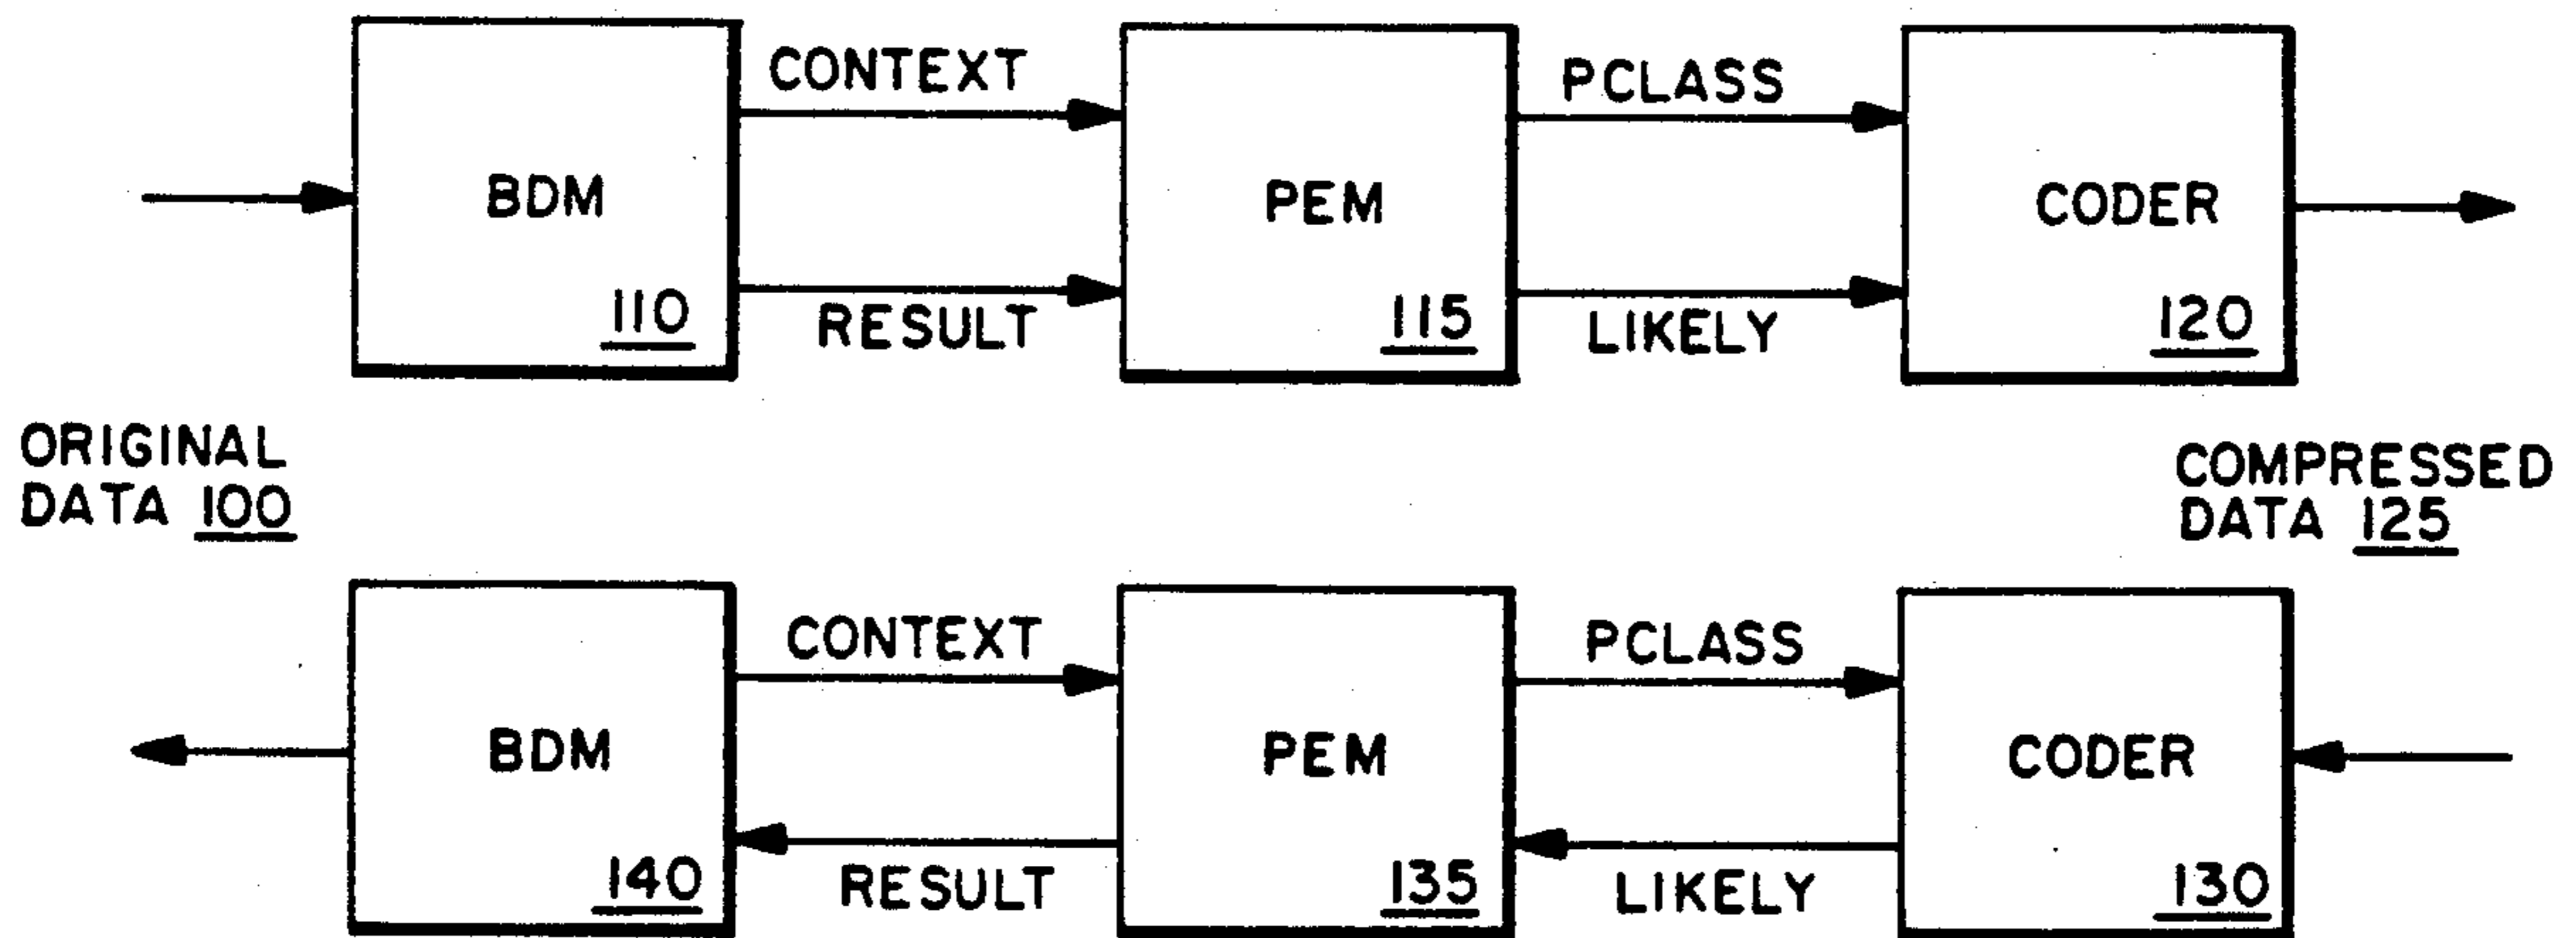 CONTEXT
PCLASS
BDM
PEM
CODER
110
RESULT
115
LIKELY
120
ORIGINAL
DATA 100
COMPRESSED
DATA 125
CONTEXT
PCLASS
BDM
PEM
CODER
140
RESULT
135
LIKELY
130